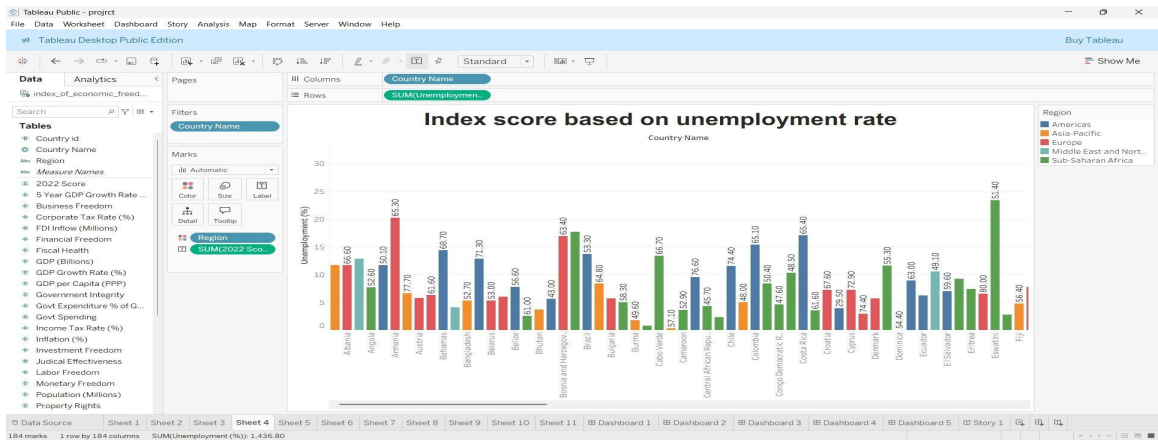 Tableau Public - projrct
File Data Worksheet Dashboard Story Analysis Map Format Server Window Help
Tableau Desktop Public Edition Buy Tableau
Standard Show Me
Data Analytics
Pages
Columns Country Name
index_of_economic_freed...
Rows SUM(Unemploymen..
Search
Filters
Country Name
Tables
Country id
Country Name
Abc Region
Abc Measure Names
2022 Score
5 Year GDP Growth Rate ...
Business Freedom
Corporate Tax Rate (%)
FDI Inflow (Millions)
Financial Freedom
Fiscal Health
GDP (Billions)
GDP Growth Rate (%)
GDP per Capita (PPP)
Government Integrity
Govt Expenditure % of G...
Govt Spending
Income Tax Rate (%)
Inflation (%)
Investment Freedom
Judicial Effectiveness
Labor Freedom
Monetary Freedom
Population (Millions)
Property Rights
Marks
Automatic
Color Size Label
Detail Tooltip
Region
SUM(2022 Sco..
Index score based on unemployment rate
Country Name
Unemployment (%)
30
25
20
15
10
5
0
66.60
52.60
50.10
65.30
77.70
61.60
68.70
52.70
71.30
53.00
56.60
61.00
43.00
63.40
53.30
64.80
58.30
49.60
66.70
57.10
52.90
76.60
45.70
74.40
48.00
65.10
50.40
47.60
48.50
65.40
61.60
67.60
29.50
72.90
74.40
55.30
54.40
63.00
49.10
59.60
80.00
51.40
56.40
Albania
Angola
Armenia
Austria
Bahamas
Bangladesh
Belerus
Belize
Bhutan
Bosnia and Herzegov..
Brazil
Bulgaria
Burma
Cabo Verde
Cameroon
Central African Repu..
Chile
Colombia
Congo Democratic R..
Costa Rica
Croatia
Cyprus
Denmark
Dominica
Ecuador
El Salvador
Eritrea
Eswatini
Fiji
Region
Americas
Asia-Pacific
Europe
Middle East and Nort...
Sub-Saharan Africa
Data Source Sheet 1 Sheet 2 Sheet 3 Sheet 4 Sheet 5 Sheet 6 Sheet 7 Sheet 8 Sheet 9 Sheet 10 Sheet 11 Dashboard 1 Dashboard 2 Dashboard 3 Dashboard 4 Dashboard 5 Story 1
184 marks 1 row by 184 columns SUM(Unemployment (%)): 1,436.80